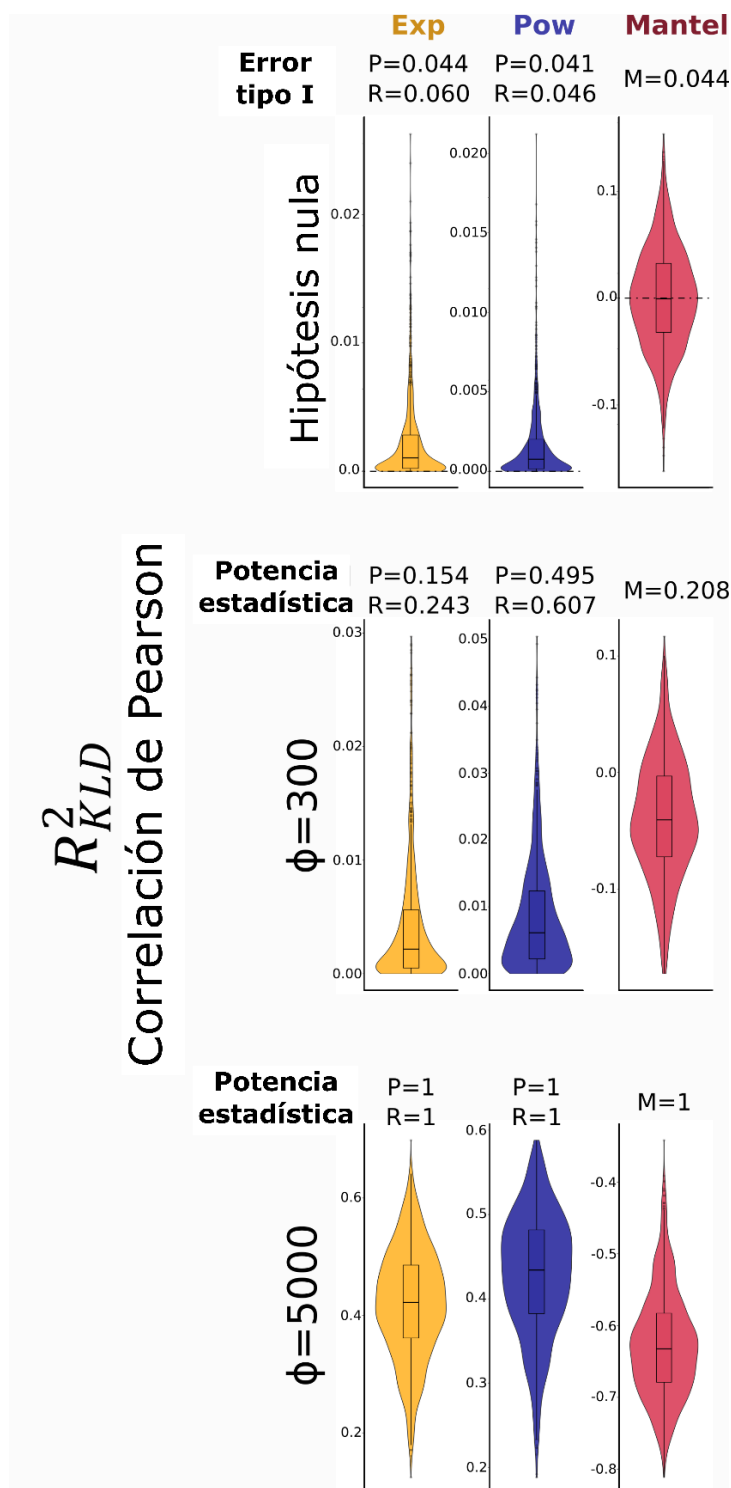 Exp Pow Mantel
Error
tipo I
P=0.044
R=0.060
P=0.041
R=0.046
M=0.044
Hipótesis nula
0.02
0.01
0.0
0.020
0.015
0.010
0.005
0.000
0.1
0.0
-0.1
R²KLD
Correlación de Pearson
Potencia
estadística
P=0.154
R=0.243
P=0.495
R=0.607
M=0.208
ϕ=300
0.03
0.02
0.01
0.00
0.05
0.04
0.03
0.02
0.01
0.00
0.1
0.0
-0.1
Potencia
estadística
P=1
R=1
P=1
R=1
M=1
ϕ=5000
0.6
0.4
0.2
0.6
0.5
0.4
0.3
0.2
-0.4
-0.5
-0.6
-0.7
-0.8